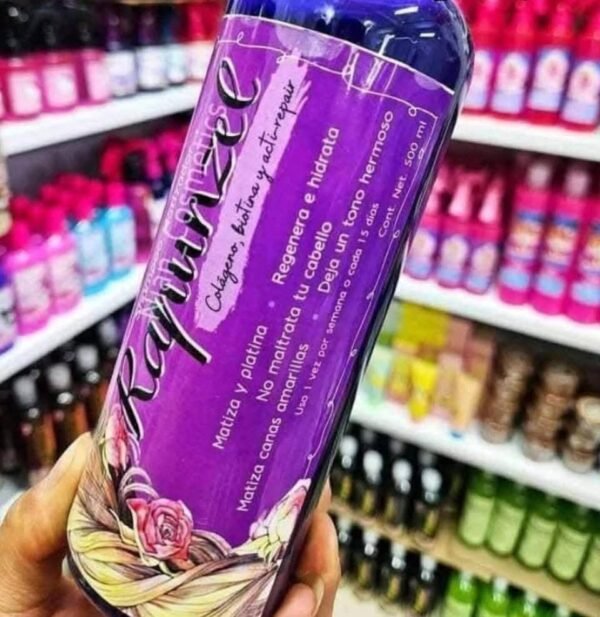 Rapunzel
Colágeno, biotina y acti-repair
Matiza y platina · Regenera e hidrata
No maltrata tu cabello
Matiza canas amarillas · Deja un tono hermoso
Uso 1 vez por semana o cada 15 días
Cont. Net. 500 ml